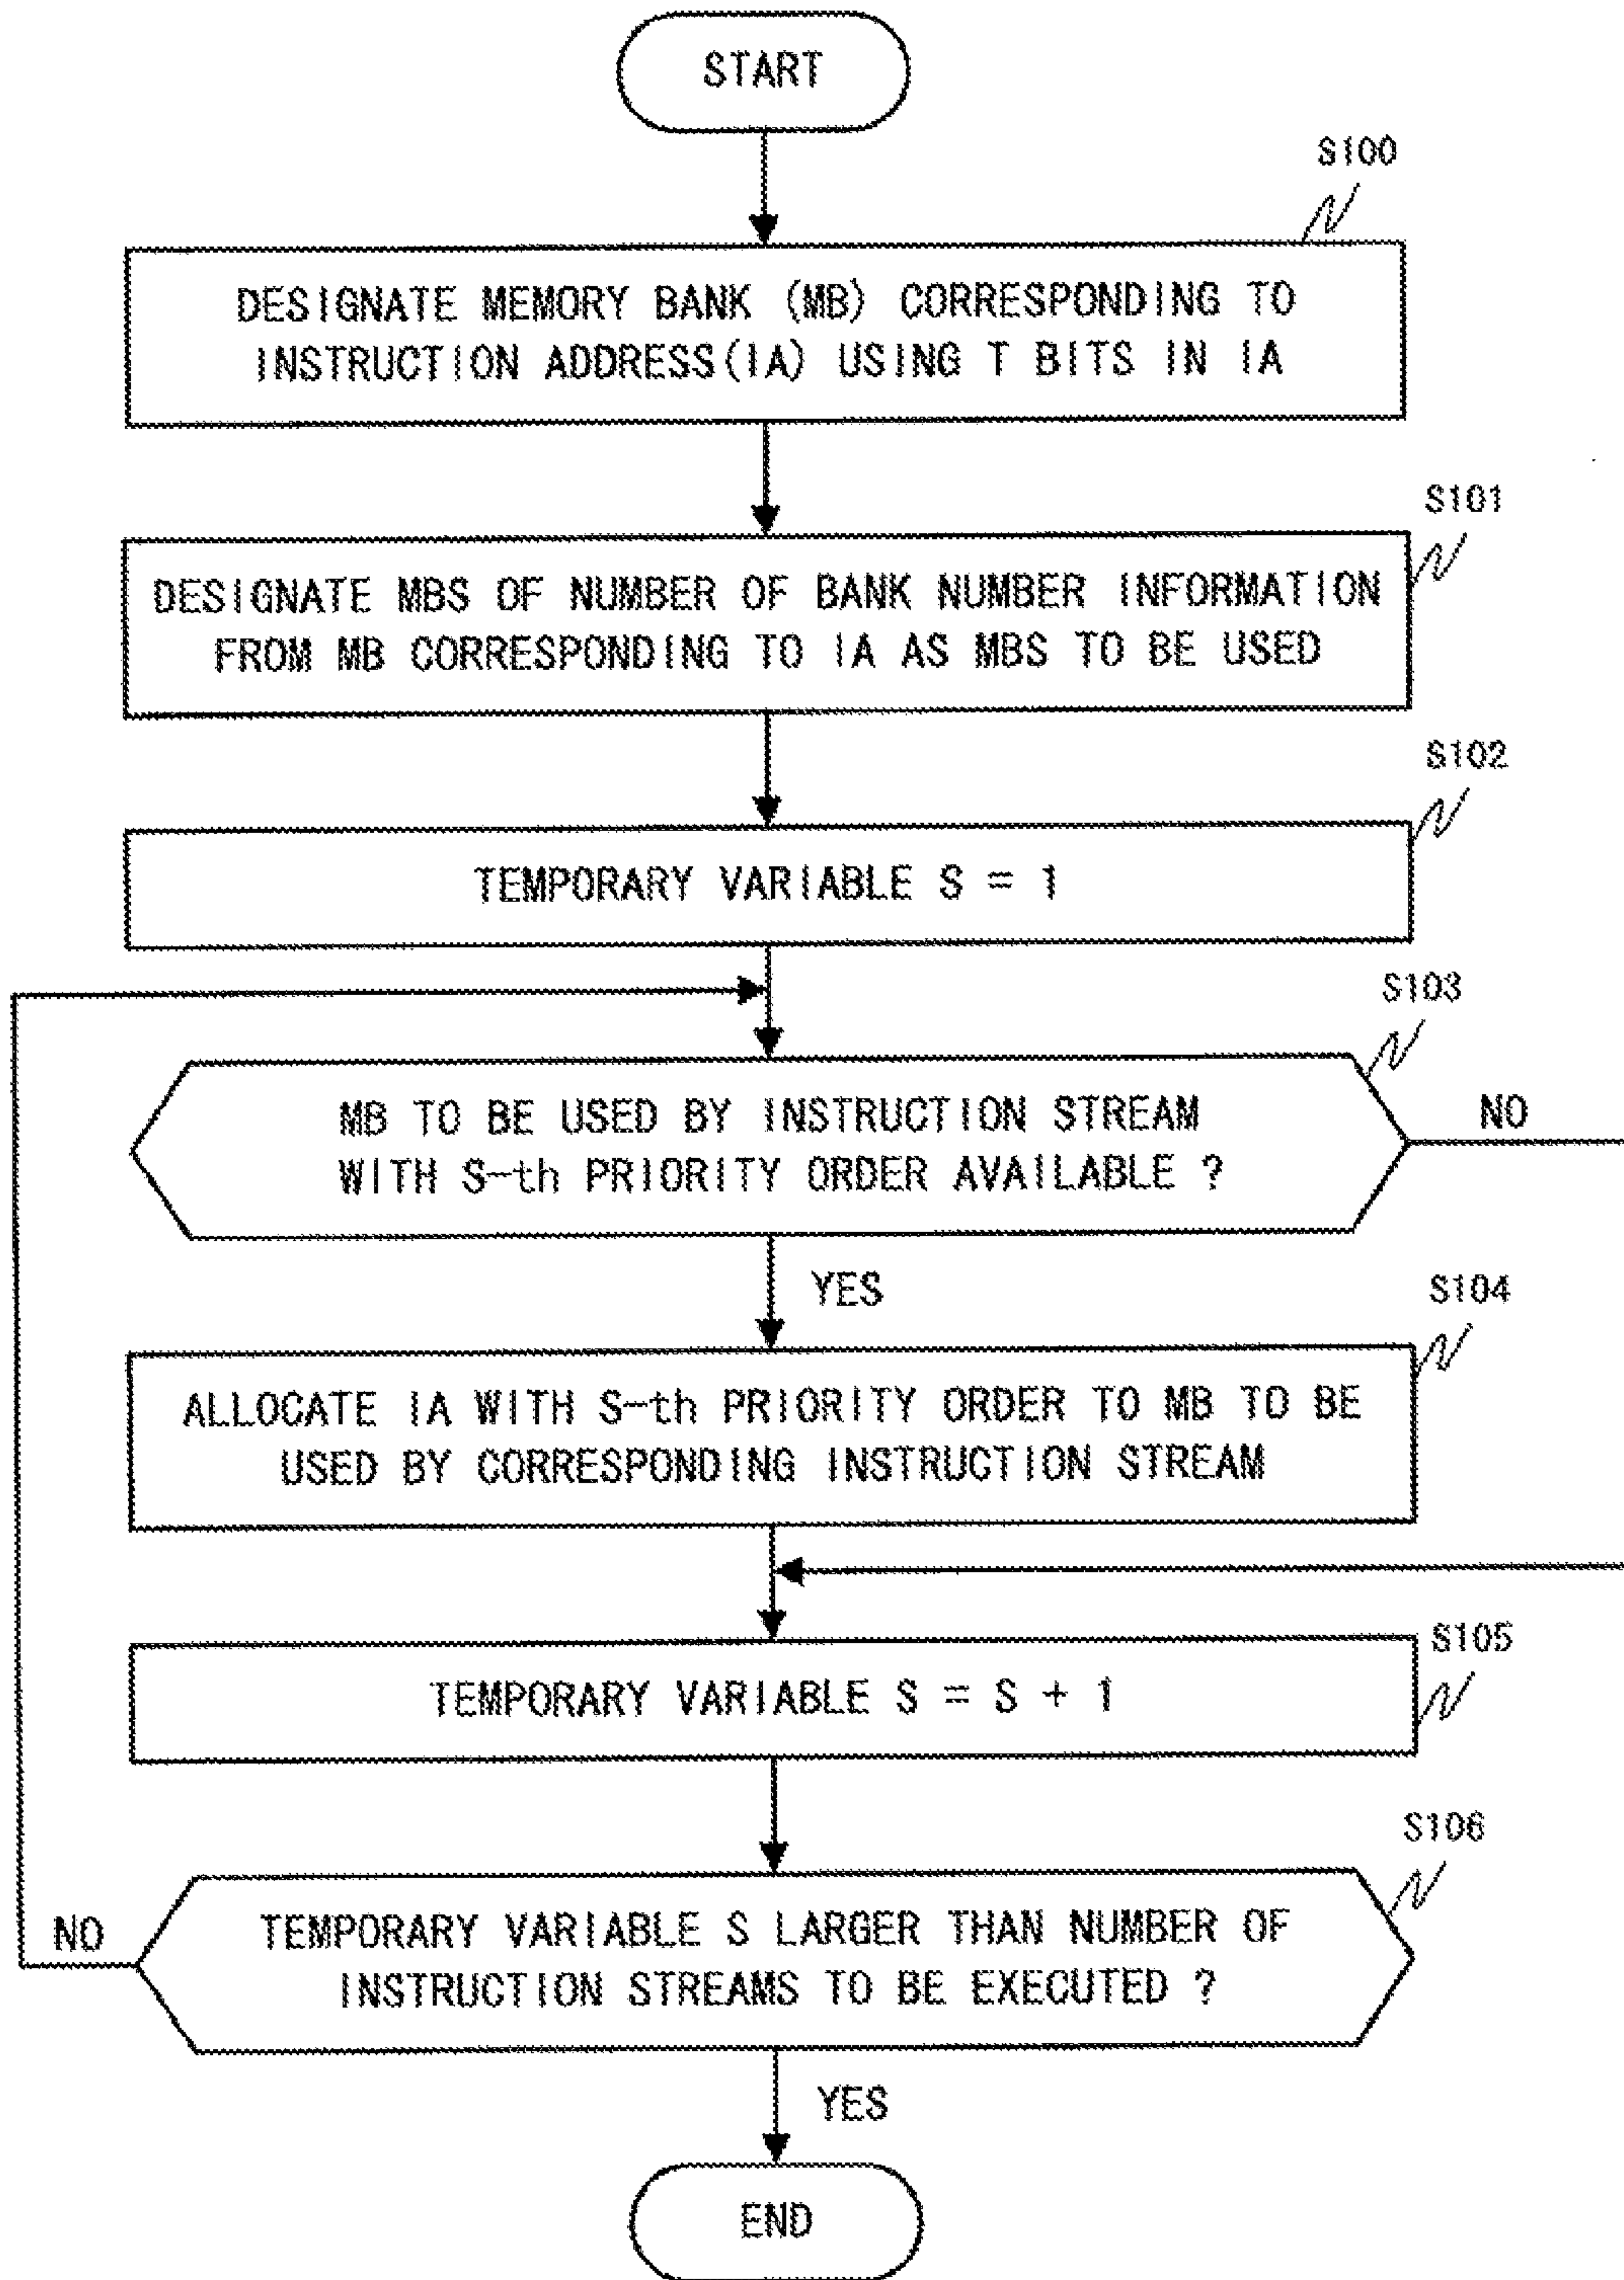 START
S100
DESIGNATE MEMORY BANK (MB) CORRESPONDING TO
INSTRUCTION ADDRESS(IA) USING T BITS IN IA
S101
DESIGNATE MBS OF NUMBER OF BANK NUMBER INFORMATION
FROM MB CORRESPONDING TO IA AS MBS TO BE USED
S102
TEMPORARY VARIABLE S = 1
S103
MB TO BE USED BY INSTRUCTION STREAM
WITH S-th PRIORITY ORDER AVAILABLE ?
NO
YES
S104
ALLOCATE IA WITH S-th PRIORITY ORDER TO MB TO BE
USED BY CORRESPONDING INSTRUCTION STREAM
S105
TEMPORARY VARIABLE S = S + 1
S106
TEMPORARY VARIABLE S LARGER THAN NUMBER OF
INSTRUCTION STREAMS TO BE EXECUTED ?
NO
YES
END